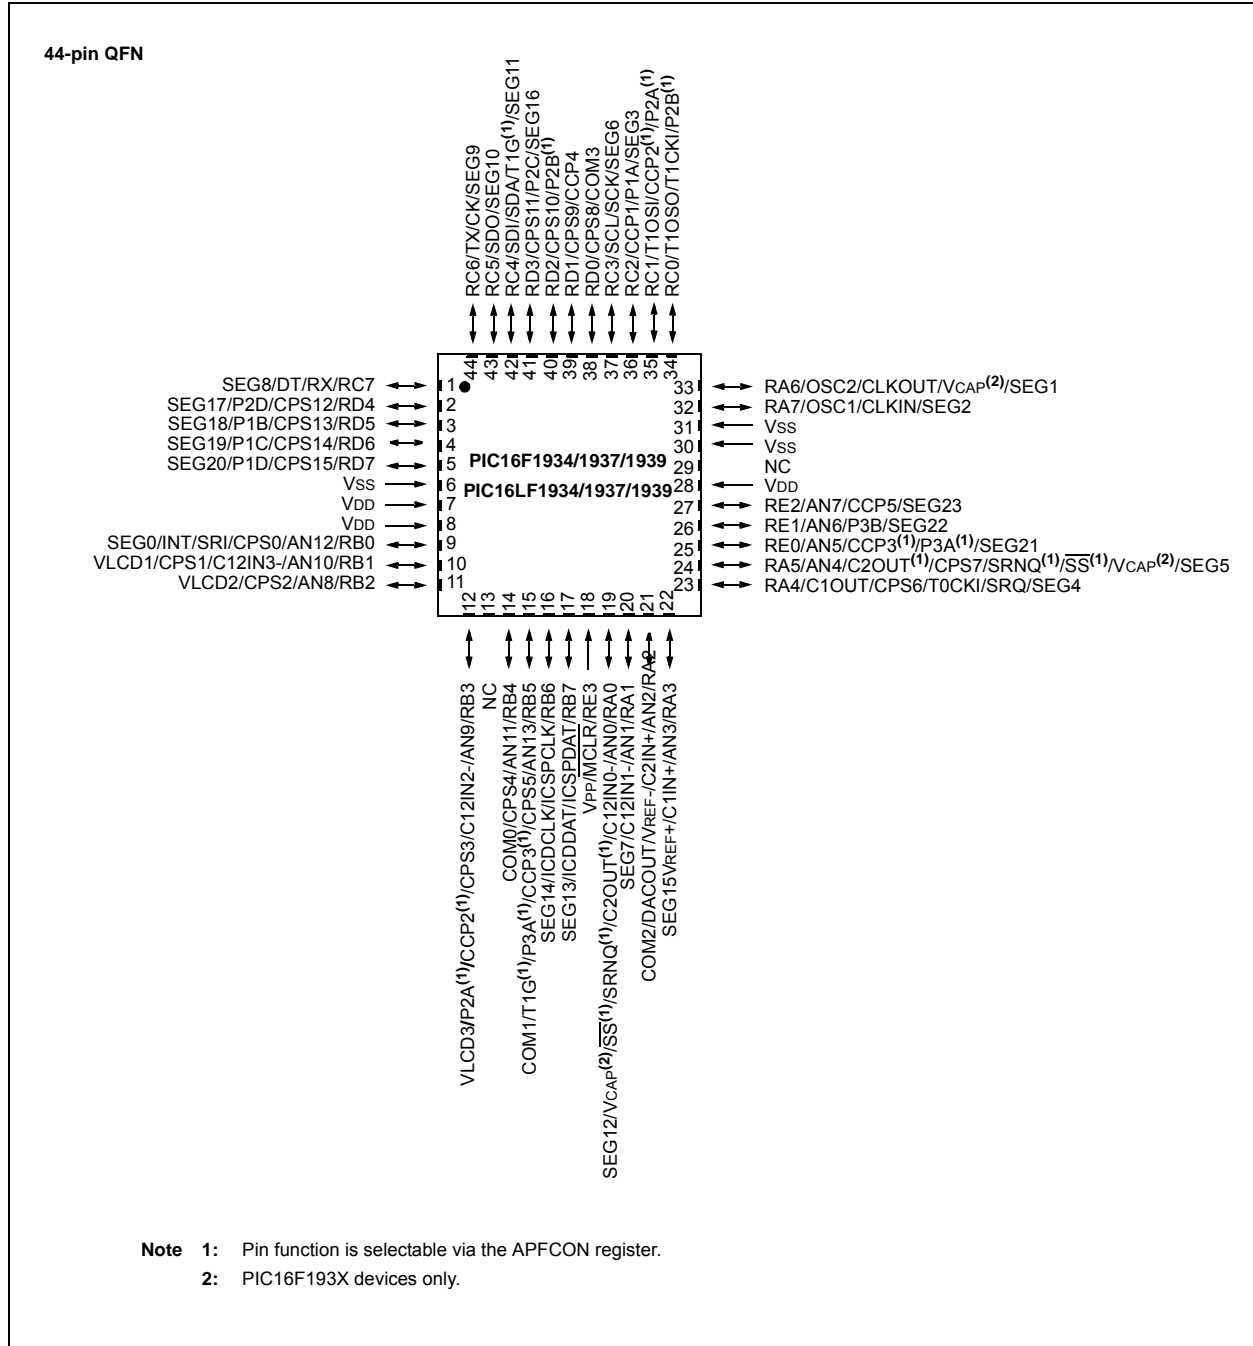 44-pin QFN
RC6/TX/CK/SEG9
RC5/SDO/SEG10
RC4/SDI/SDA/T1G(1)/SEG11
RD3/CPS11/P2C/SEG16
RD2/CPS10/P2B(1)
RD1/CPS9/CCP4
RD0/CPS8/COM3
RC3/SCL/SCK/SEG6
RC2/CCP1/P1A/SEG3
RC1/T1OSI/CCP2(1)/P2A(1)
RC0/T1OSO/T1CKI/P2B(1)
44
43
42
41
40
39
38
37
36
35
34
SEG8/DT/RX/RC7 1
SEG17/P2D/CPS12/RD4 2
SEG18/P1B/CPS13/RD5 3
SEG19/P1C/CPS14/RD6 4
SEG20/P1D/CPS15/RD7 5
VSS 6
VDD 7
VDD 8
SEG0/INT/SRI/CPS0/AN12/RB0 9
VLCD1/CPS1/C12IN3-/AN10/RB1 10
VLCD2/CPS2/AN8/RB2 11
PIC16F1934/1937/1939
PIC16LF1934/1937/1939
33 RA6/OSC2/CLKOUT/VCAP(2)/SEG1
32 RA7/OSC1/CLKIN/SEG2
31 VSS
30 VSS
29 NC
28 VDD
27 RE2/AN7/CCP5/SEG23
26 RE1/AN6/P3B/SEG22
25 RE0/AN5/CCP3(1)/P3A(1)/SEG21
24 RA5/AN4/C2OUT(1)/CPS7/SRNQ(1)/SS(1)/VCAP(2)/SEG5
23 RA4/C1OUT/CPS6/T0CKI/SRQ/SEG4
12
13
14
15
16
17
18
19
20
21
22
VLCD3/P2A(1)/CCP2(1)/CPS3/C12IN2-/AN9/RB3
NC
COM0/CPS4/AN11/RB4
COM1/T1G(1)/P3A(1)/CCP3(1)/CPS5/AN13/RB5
SEG14/ICDCLK/ICSPCLK/RB6
SEG13/ICDDAT/ICSPDAT/RB7
VPP/MCLR/RE3
SEG12/VCAP(2)/SS(1)/SRNQ(1)/C2OUT(1)/C12IN0-/AN0/RA0
SEG7/C12IN1-/AN1/RA1
COM2/DACOUT/VREF-/C2IN+/AN2/RA2
SEG15VREF+/C1IN+/AN3/RA3
Note 1: Pin function is selectable via the APFCON register.
2: PIC16F193X devices only.